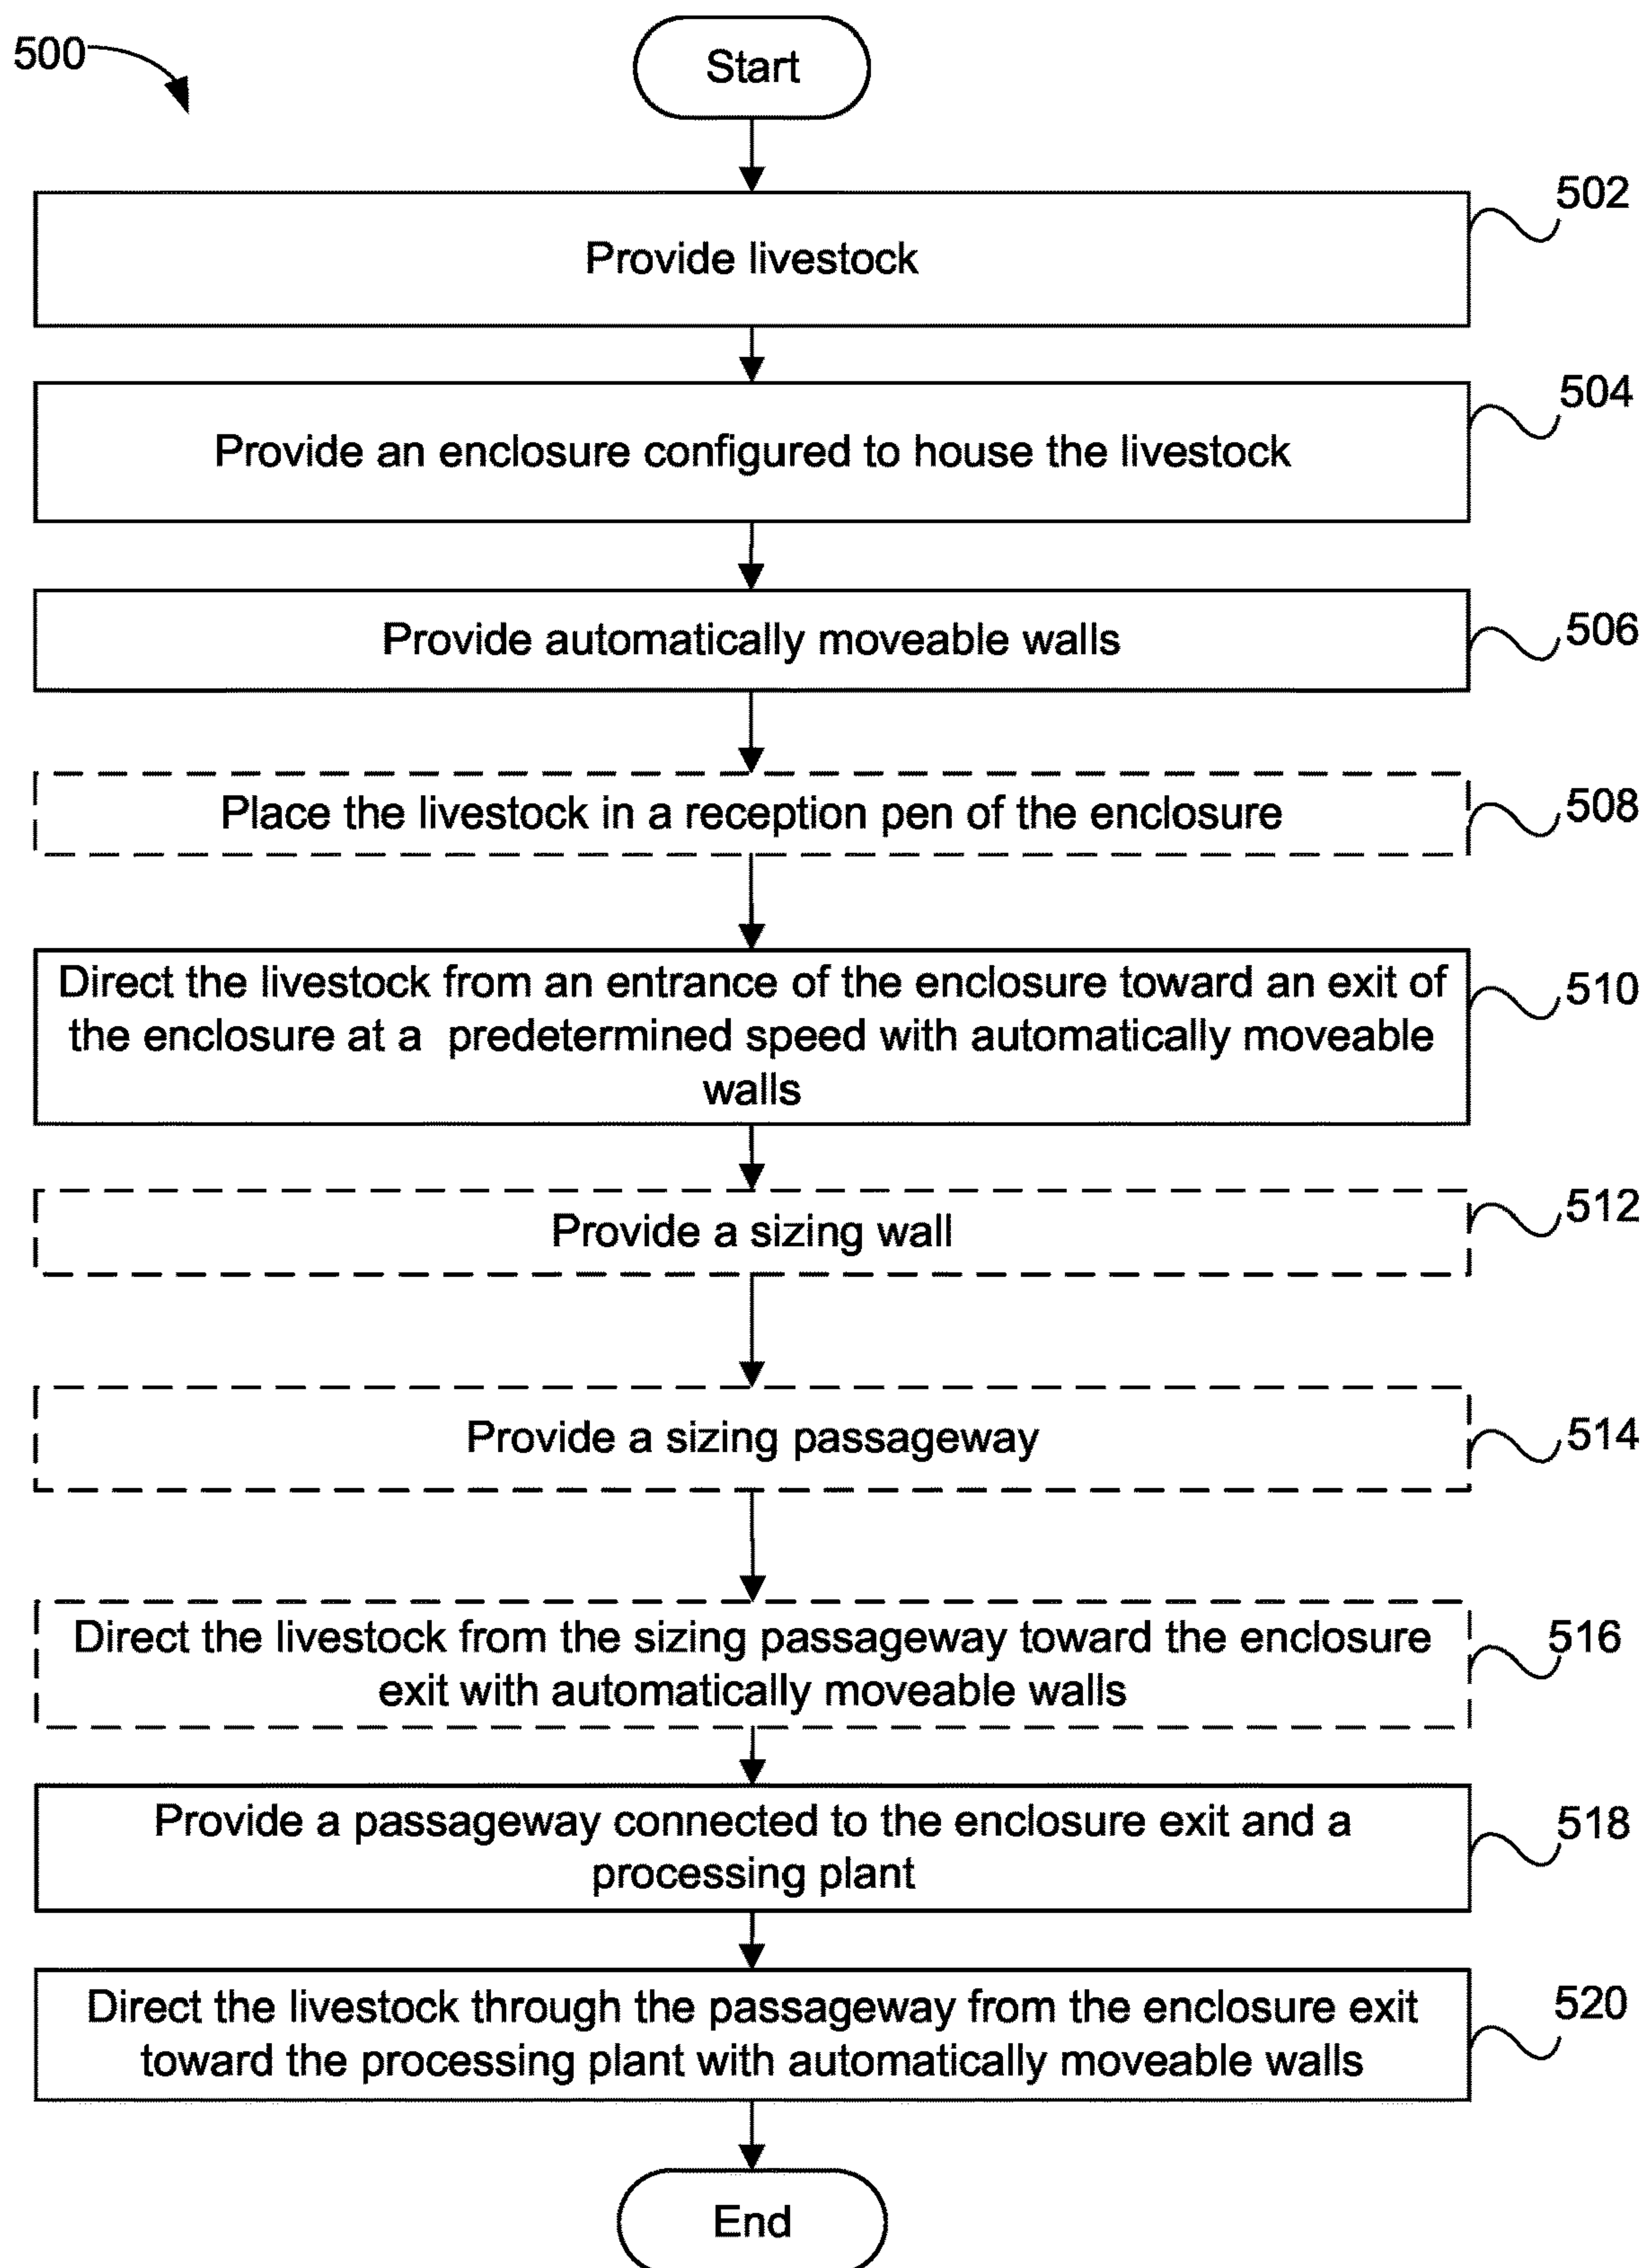 500
Start
502
Provide livestock
504
Provide an enclosure configured to house the livestock
506
Provide automatically moveable walls
508
Place the livestock in a reception pen of the enclosure
510
Direct the livestock from an entrance of the enclosure toward an exit of
the enclosure at a predetermined speed with automatically moveable
walls
512
Provide a sizing wall
514
Provide a sizing passageway
516
Direct the livestock from the sizing passageway toward the enclosure
exit with automatically moveable walls
518
Provide a passageway connected to the enclosure exit and a
processing plant
520
Direct the livestock through the passageway from the enclosure exit
toward the processing plant with automatically moveable walls
End